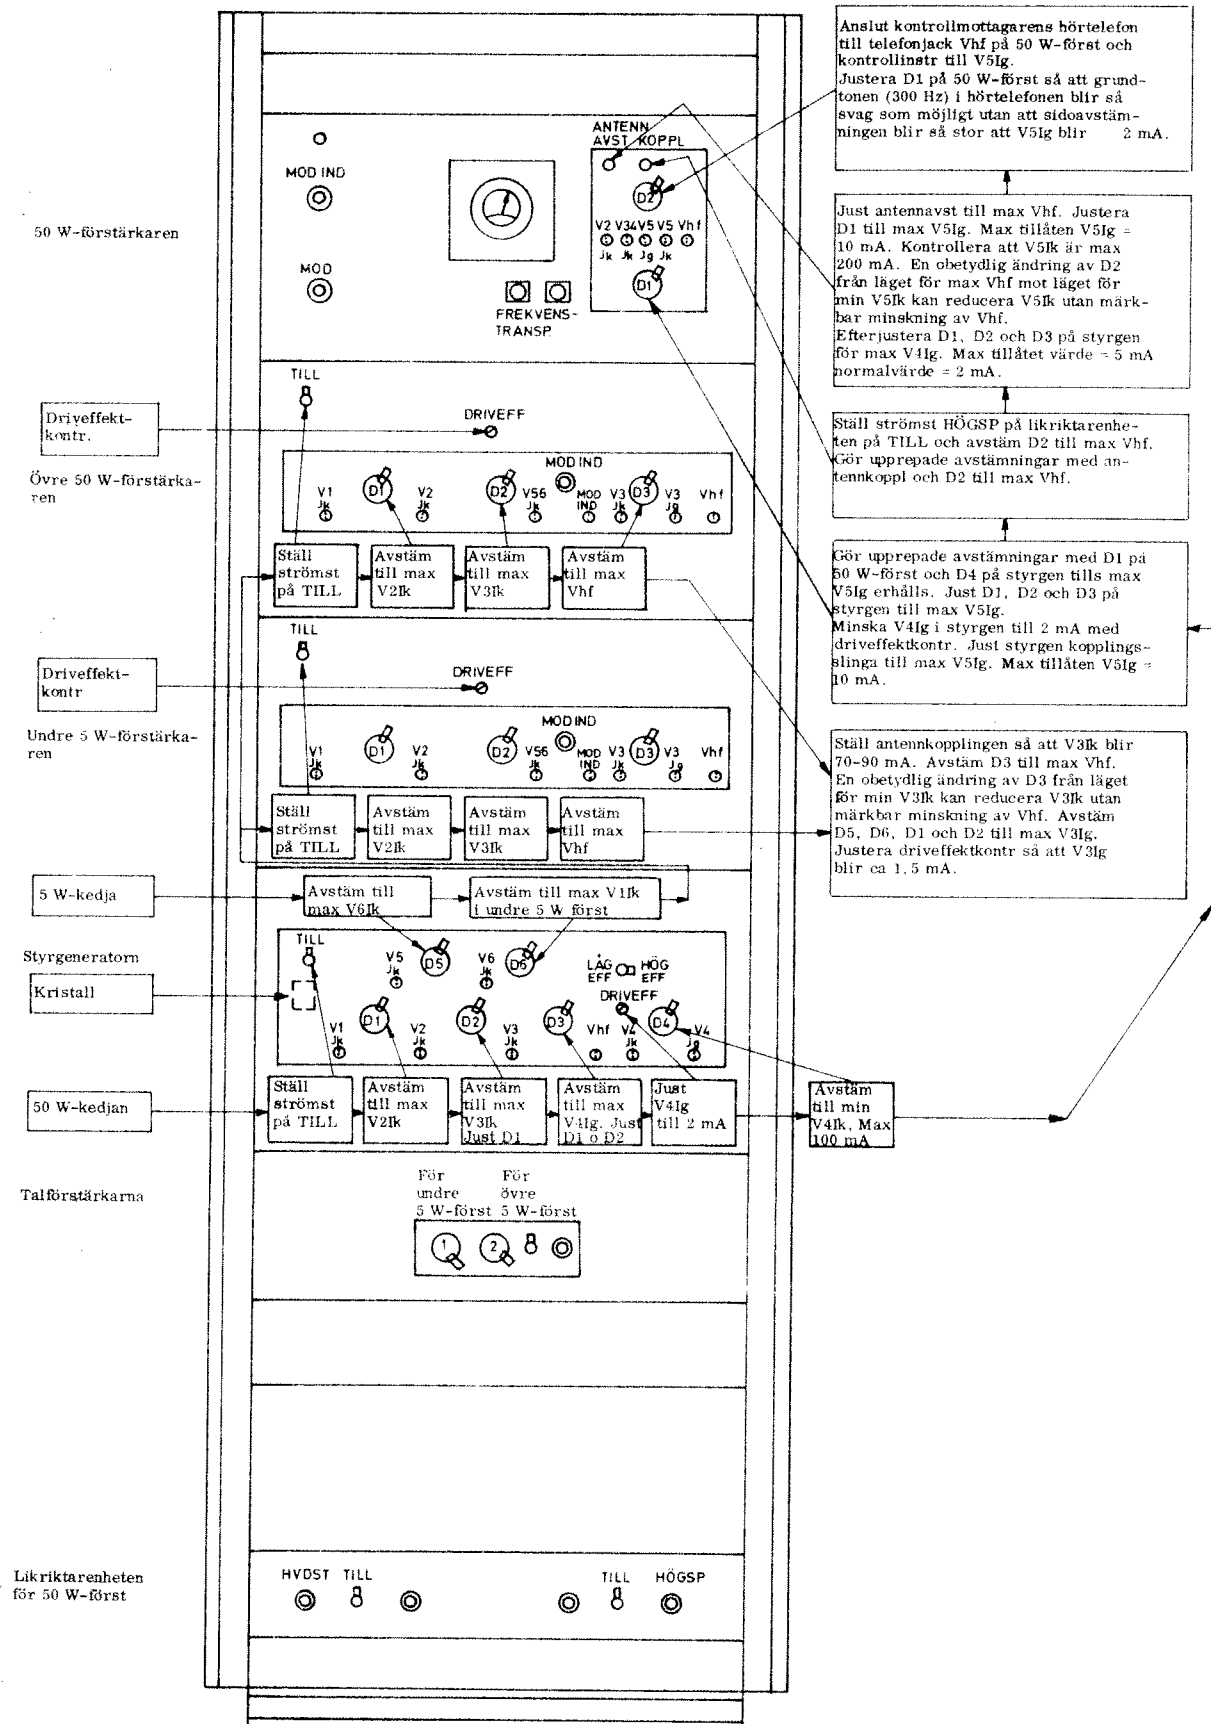 Anslut kontrollmottagarens hörtelefon
till telefonjack Vhf på 50 W-först och
kontrollinstr till V5Ig.
Justera D1 på 50 W-först så att grund-
tonen (300 Hz) i hörtelefonen blir så
svag som möjligt utan att sidoavstäm-
ningen blir så stor att V5Ig blir 2 mA.
ANTENN
AVST KOPPL
MOD IND
D2
V2 V34 V5 V5 Vhf
Jk Jk Jg Jk
50 W-förstärkaren
MOD
D1
FREKVENS-
TRANSP.
Just antennavst till max Vhf. Justera
D1 till max V5Ig. Max tillåten V5Ig =
10 mA. Kontrollera att V5Ik är max
200 mA. En obetydlig ändring av D2
från läget för max Vhf mot läget för
min V5Ik kan reducera V5Ik utan märk-
bar minskning av Vhf.
Efterjustera D1, D2 och D3 på styrgen
för max V4Ig. Max tillåtet värde = 5 mA
normalvärde = 2 mA.
TILL
Driveffekt-
kontr.
DRIVEFF
Övre 50 W-förstärka-
ren
MOD IND
V1 D1 V2 D2 V56 MOD V3 D3 V3 Vhf
Jk Jk Jk IND Jk Jg
Ställ strömst HÖGSP på likriktarenhe-
ten på TILL och avstäm D2 till max Vhf.
Gör upprepade avstämningar med an-
tennkoppl och D2 till max Vhf.
Ställ
strömst
på TILL
Avstäm
till max
V2Ik
Avstäm
till max
V3Ik
Avstäm
till max
Vhf
Gör upprepade avstämningar med D1 på
50 W-först och D4 på styrgen tills max
V5Ig erhålls. Just D1, D2 och D3 på
styrgen till max V5Ig.
Minska V4Ig i styrgen till 2 mA med
driveffektkontr. Just styrgen kopplings-
slinga till max V5Ig. Max tillåten V5Ig =
10 mA.
TILL
Driveffekt-
kontr
DRIVEFF
Undre 5 W-förstärka-
ren
MOD IND
V1 D1 V2 D2 V56 MOD V3 D3 V3 Vhf
Jk Jk Jk IND Jk Jg
Ställ antennkopplingen så att V3Ik blir
70-90 mA. Avstäm D3 till max Vhf.
En obetydlig ändring av D3 från läget
för min V3Ik kan reducera V3Ik utan
märkbar minskning av Vhf. Avstäm
D5, D6, D1 och D2 till max V3Ig.
Justera driveffektkontr så att V3Ig
blir ca 1,5 mA.
Ställ
strömst
på TILL
Avstäm
till max
V2Ik
Avstäm
till max
V3Ik
Avstäm
till max
Vhf
5 W-kedja
Avstäm till
max V6Ik
Avstäm till max V1Ik
i undre 5 W först
Styrgeneratorn
TILL
V5 D5 V6 D6
Jk Jk
LÅG HÖG
EFF EFF
DRIVEFF
Kristall
V1 D1 V2 D2 V3 D3 Vhf V4 D4 V4
Jk Jk Jk Jk Jg
50 W-kedjan
Ställ
strömst
på TILL
Avstäm
till max
V2Ik
Avstäm
till max
V3Ik
Just D1
Avstäm
till max
V4Ig. Just
D1 o D2
Just
V4Ig
till 2 mA
Avstäm
till min
V4Ik, Max
100 mA
Talförstärkarna
För För
undre övre
5 W-först 5 W-först
1 2
Likriktarenheten
för 50 W-först
HVDST TILL
TILL HÖGSP